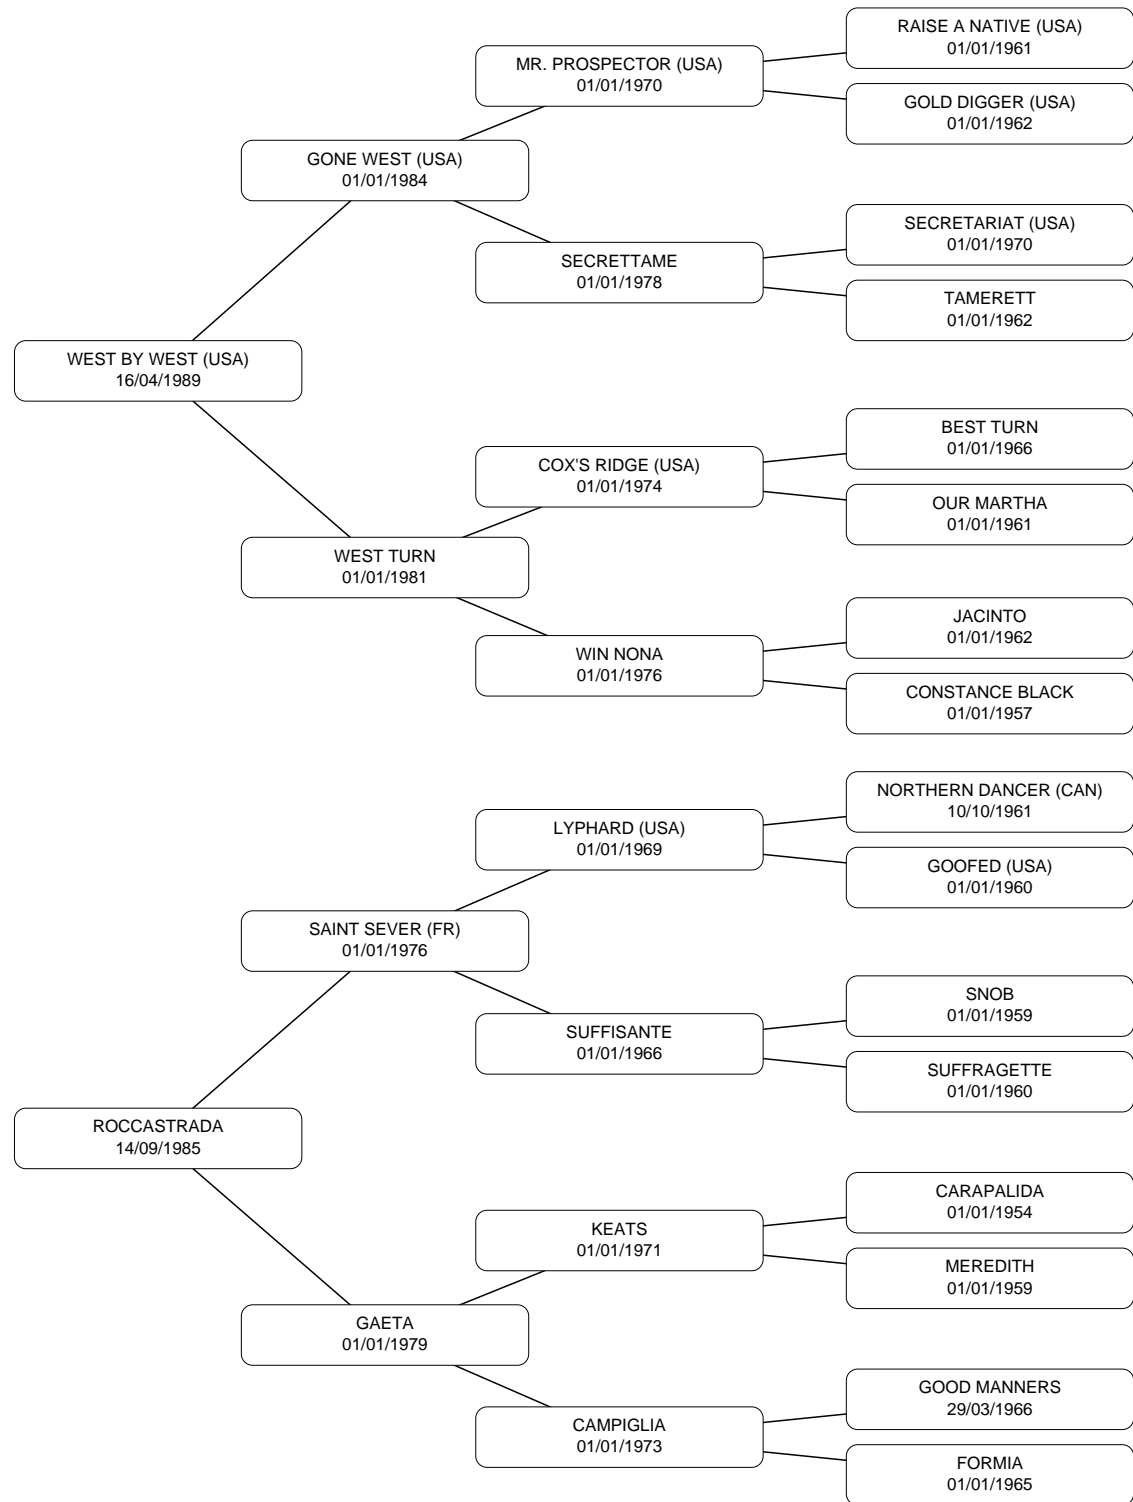 RAISE A NATIVE (USA)
01/01/1961
MR. PROSPECTOR (USA)
01/01/1970
GOLD DIGGER (USA)
01/01/1962
GONE WEST (USA)
01/01/1984
SECRETARIAT (USA)
01/01/1970
SECRETTAME
01/01/1978
TAMERETT
01/01/1962
WEST BY WEST (USA)
16/04/1989
BEST TURN
01/01/1966
COX'S RIDGE (USA)
01/01/1974
OUR MARTHA
01/01/1961
WEST TURN
01/01/1981
JACINTO
01/01/1962
WIN NONA
01/01/1976
CONSTANCE BLACK
01/01/1957
NORTHERN DANCER (CAN)
10/10/1961
LYPHARD (USA)
01/01/1969
GOOFED (USA)
01/01/1960
SAINT SEVER (FR)
01/01/1976
SNOB
01/01/1959
SUFFISANTE
01/01/1966
SUFFRAGETTE
01/01/1960
ROCCASTRADA
14/09/1985
CARAPALIDA
01/01/1954
KEATS
01/01/1971
MEREDITH
01/01/1959
GAETA
01/01/1979
GOOD MANNERS
29/03/1966
CAMPIGLIA
01/01/1973
FORMIA
01/01/1965